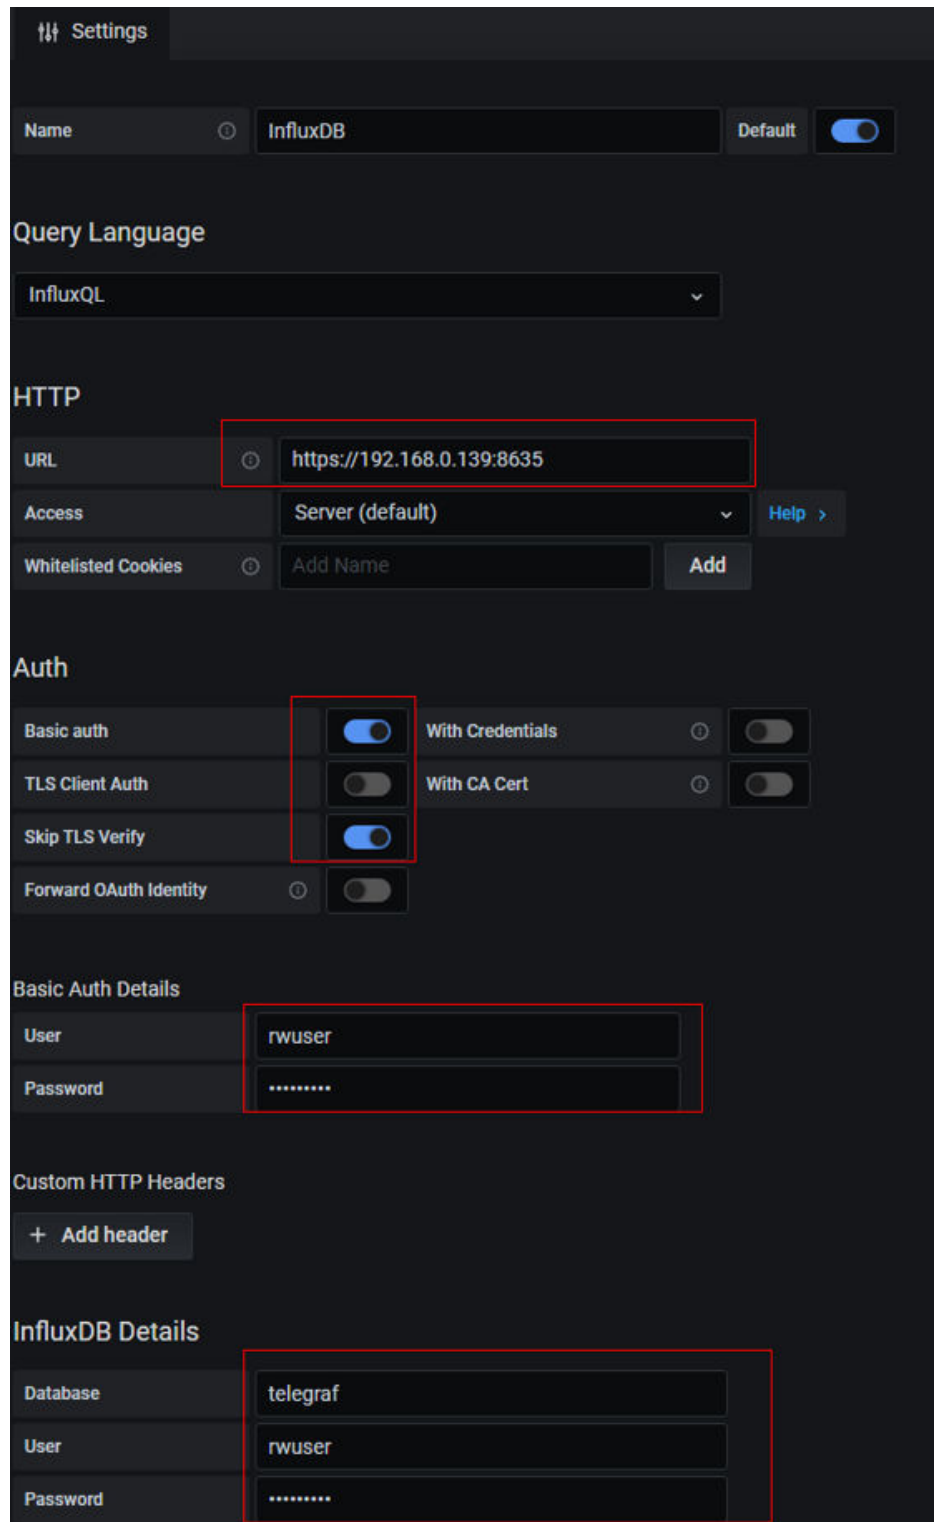 Settings
Name InfluxDB Default
Query Language
InfluxQL
HTTP
URL https://192.168.0.139:8635
Access Server (default) Help >
Whitelisted Cookies Add Name Add
Auth
Basic auth With Credentials
TLS Client Auth With CA Cert
Skip TLS Verify
Forward OAuth Identity
Basic Auth Details
User rwuser
Password •••••••••
Custom HTTP Headers
+ Add header
InfluxDB Details
Database telegraf
User rwuser
Password •••••••••